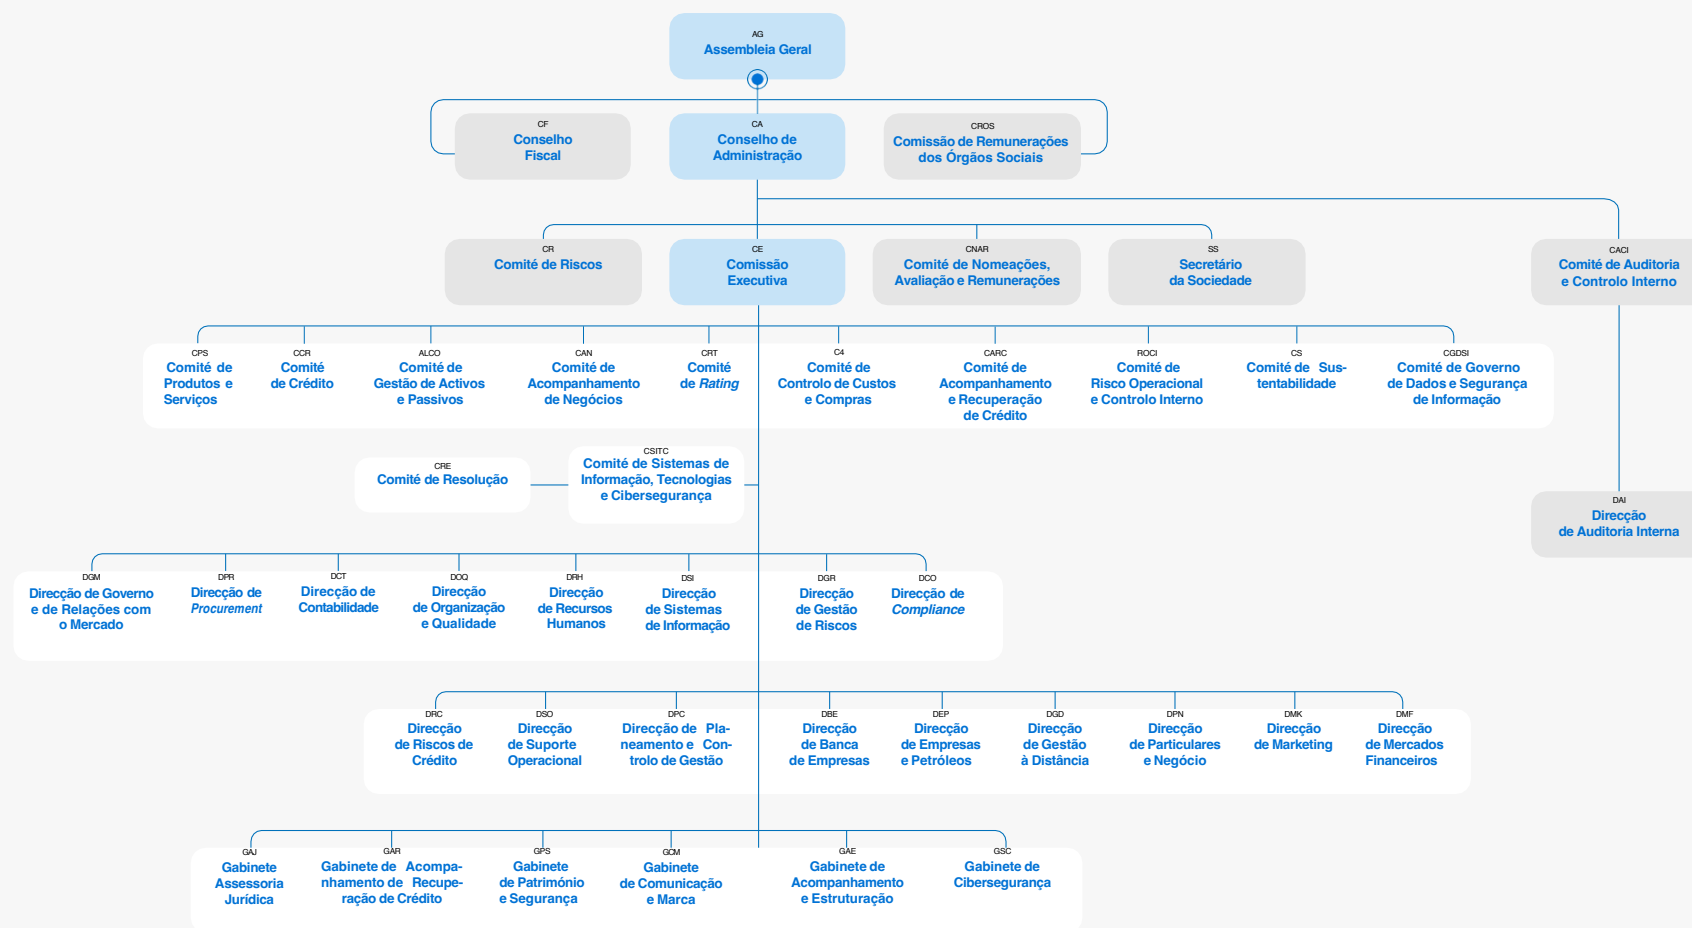 AG
Assembleia Geral
CF
Conselho
Fiscal
CA
Conselho de
Administração
CROS
Comissão de Remunerações
dos Órgãos Sociais
CR
Comité de Riscos
CE
Comissão
Executiva
CNAR
Comité de Nomeações,
Avaliação e Remunerações
SS
Secretário
da Sociedade
CACI
Comité de Auditoria
e Controlo Interno
CPS
Comité de
Produtos e
Serviços
CCR
Comité
de Crédito
ALCO
Comité de
Gestão de Activos
e Passivos
CAN
Comité de
Acompanhamento
de Negócios
CRT
Comité
de Rating
C4
Comité de
Controlo de Custos
e Compras
CARC
Comité de
Acompanhamento
e Recuperação
de Crédito
ROCI
Comité de
Risco Operacional
e Controlo Interno
CS
Comité de Sus-
tentabilidade
CGDSI
Comité de Governo
de Dados e Segurança
de Informação
CRE
Comité de Resolução
CSITC
Comité de Sistemas de
Informação, Tecnologias
e Cibersegurança
DAI
Direcção
de Auditoria Interna
DGM
Direcção de Governo
e de Relações com
o Mercado
DPR
Direcção de
Procurement
DCT
Direcção de
Contabilidade
DOQ
Direcção
de Organização
e Qualidade
DRH
Direcção
de Recursos
Humanos
DSI
Direcção
de Sistemas
de Informação
DGR
Direcção
de Gestão
de Riscos
DCO
Direcção de
Compliance
DRC
Direcção
de Riscos de
Crédito
DSO
Direcção
de Suporte
Operacional
DPC
Direcção de Pla-
neamento e Con-
trolo de Gestão
DBE
Direcção
de Banca
de Empresas
DEP
Direcção
de Empresas
e Petróleos
DGD
Direcção
de Gestão
à Distância
DPN
Direcção
de Particulares
e Negócio
DMK
Direcção
de Marketing
DMF
Direcção
de Mercados
Financeiros
GAJ
Gabinete
Assessoria
Jurídica
GAR
Gabinete de Acompa-
nhamento de Recupe-
ração de Crédito
GPS
Gabinete
de Património
e Segurança
GCM
Gabinete
de Comunicação
e Marca
GAE
Gabinete de
Acompanhamento
e Estruturação
GSC
Gabinete de
Cibersegurança